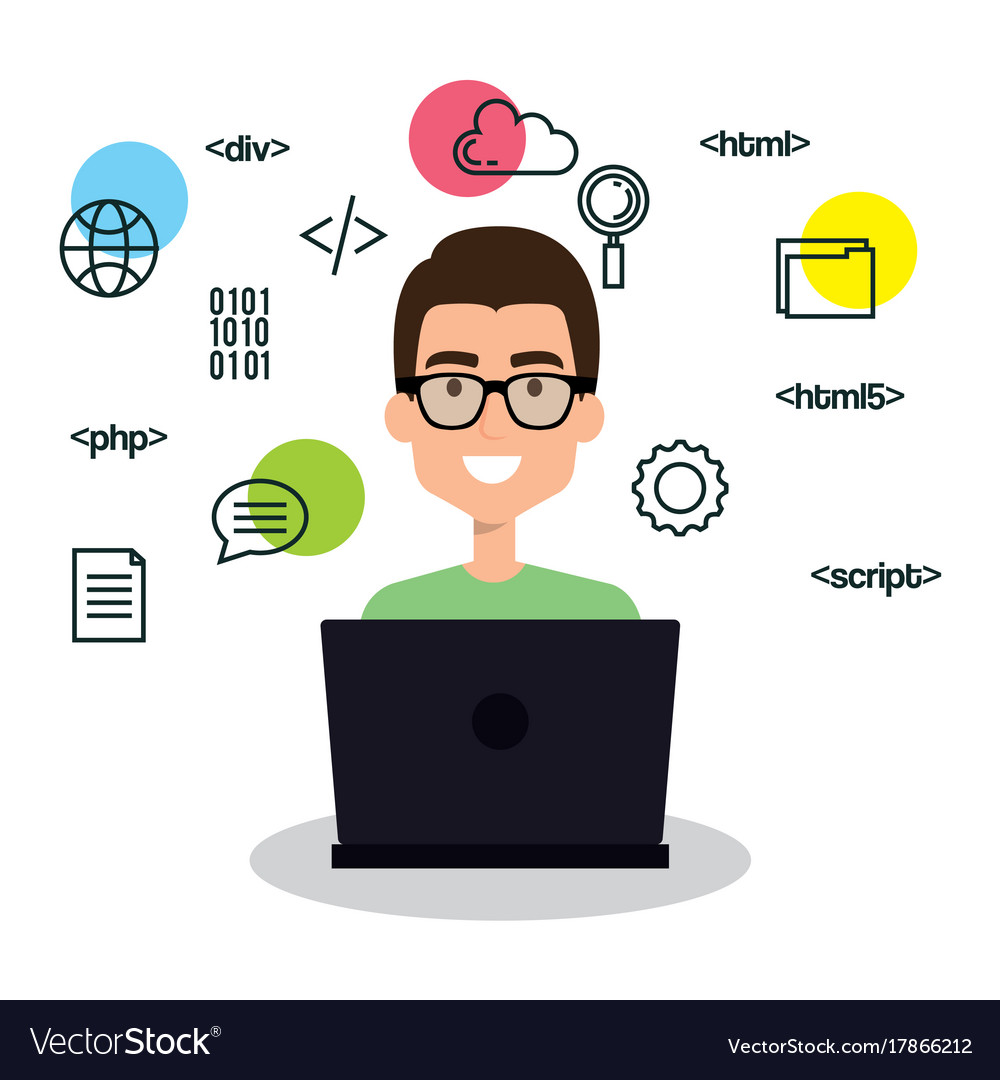 <div>
<html>
0101
1010
0101
<html5>
<php>
<script>
VectorStock®
VectorStock.com/17866212